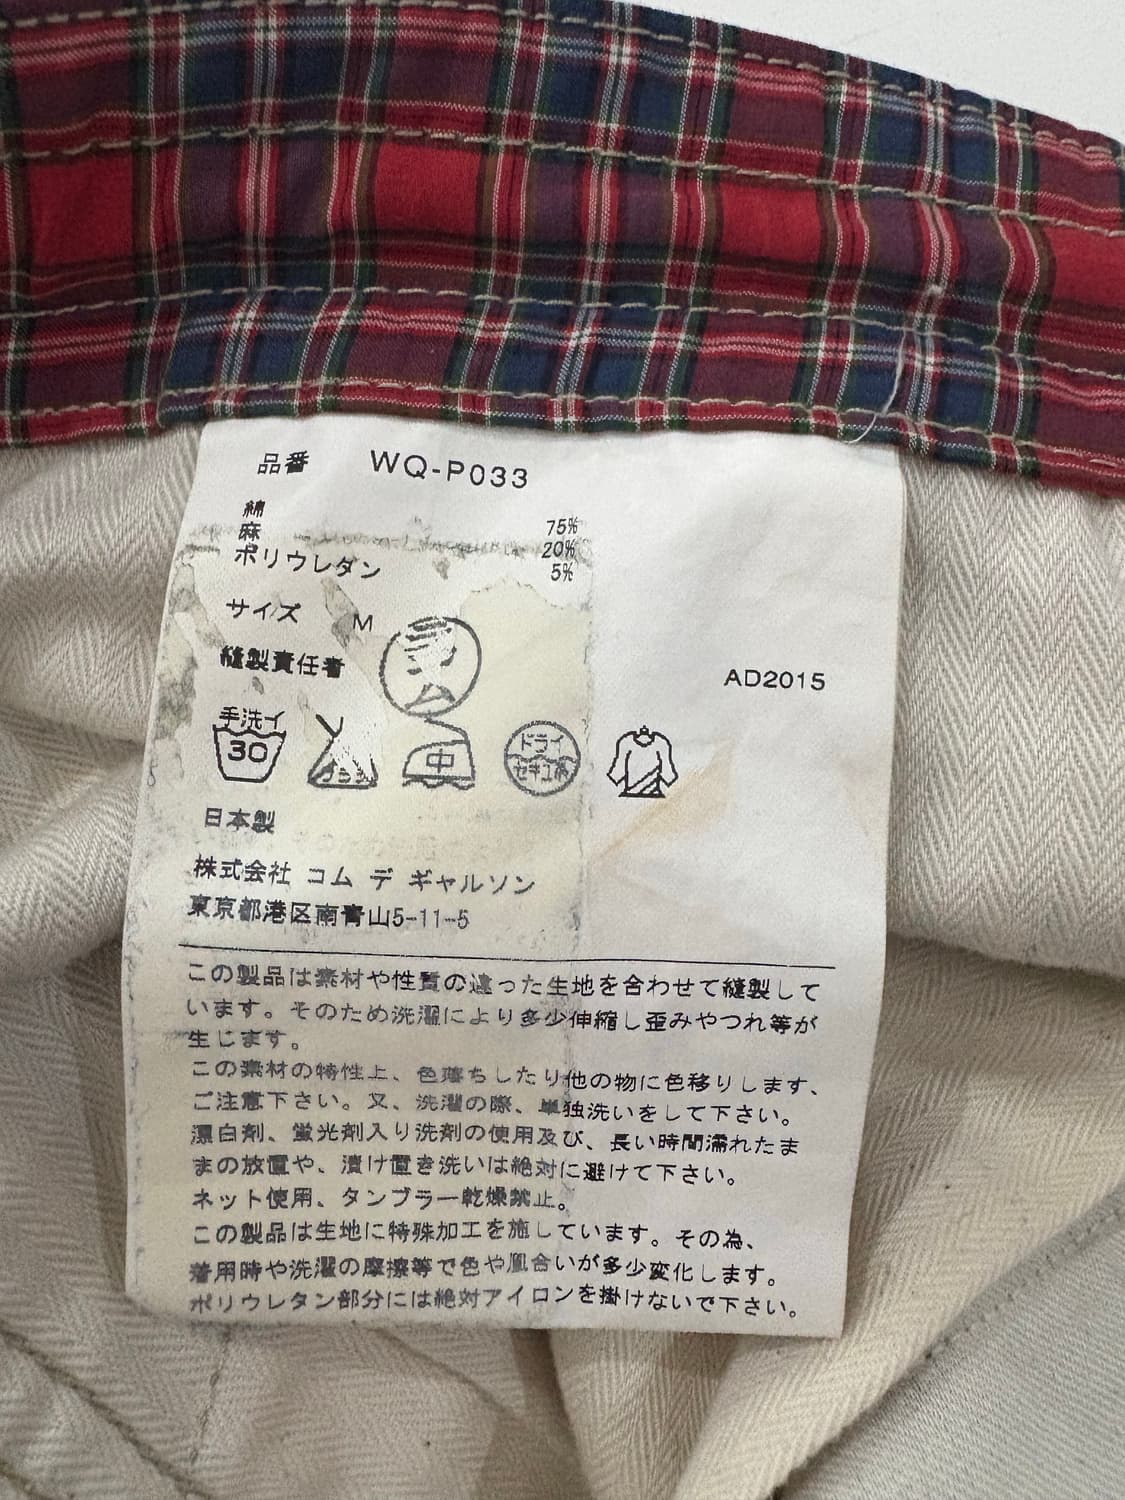 品番 WQ-P033
綿 75%
麻 20%
ポリウレタン 5%
サイズ M
縫製責任者
AD2015
手洗イ
30
中
ドライ
セキユ系
日本製
株式会社 コム デ ギャルソン
東京都港区南青山5-11-5
この製品は素材や性質の違った生地を合わせて縫製して
います。そのため洗濯により多少伸縮し歪みやつれ等が
生じます。
この素材の特性上、色落ちしたり他の物に色移りします、
ご注意下さい。又、洗濯の際、単独洗いをして下さい。
漂白剤、蛍光剤入り洗剤の使用及び、長い時間濡れたま
まの放置や、漬け置き洗いは絶対に避けて下さい。
ネット使用、タンブラー乾燥禁止。
この製品は生地に特殊加工を施しています。その為、
着用時や洗濯の摩擦等で色や風合いが多少変化します。
ポリウレタン部分には絶対アイロンを掛けないで下さい。